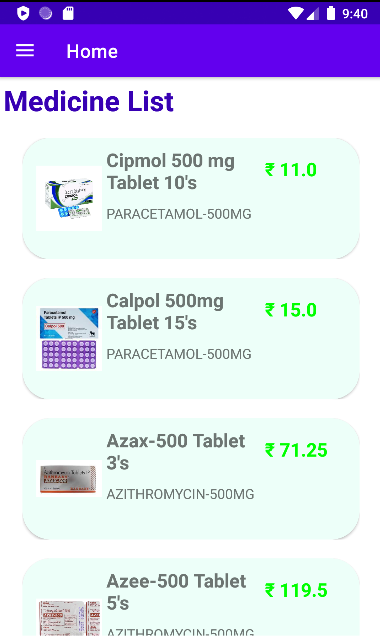 9:40
Home
Medicine List
Cipmol 500 mg
Tablet 10's
₹ 11.0
PARACETAMOL-500MG
Calpol 500mg
Tablet 15's
₹ 15.0
PARACETAMOL-500MG
Azax-500 Tablet
3's
₹ 71.25
AZITHROMYCIN-500MG
Azee-500 Tablet
5's
₹ 119.5
AZITHROMYCIN-500MG